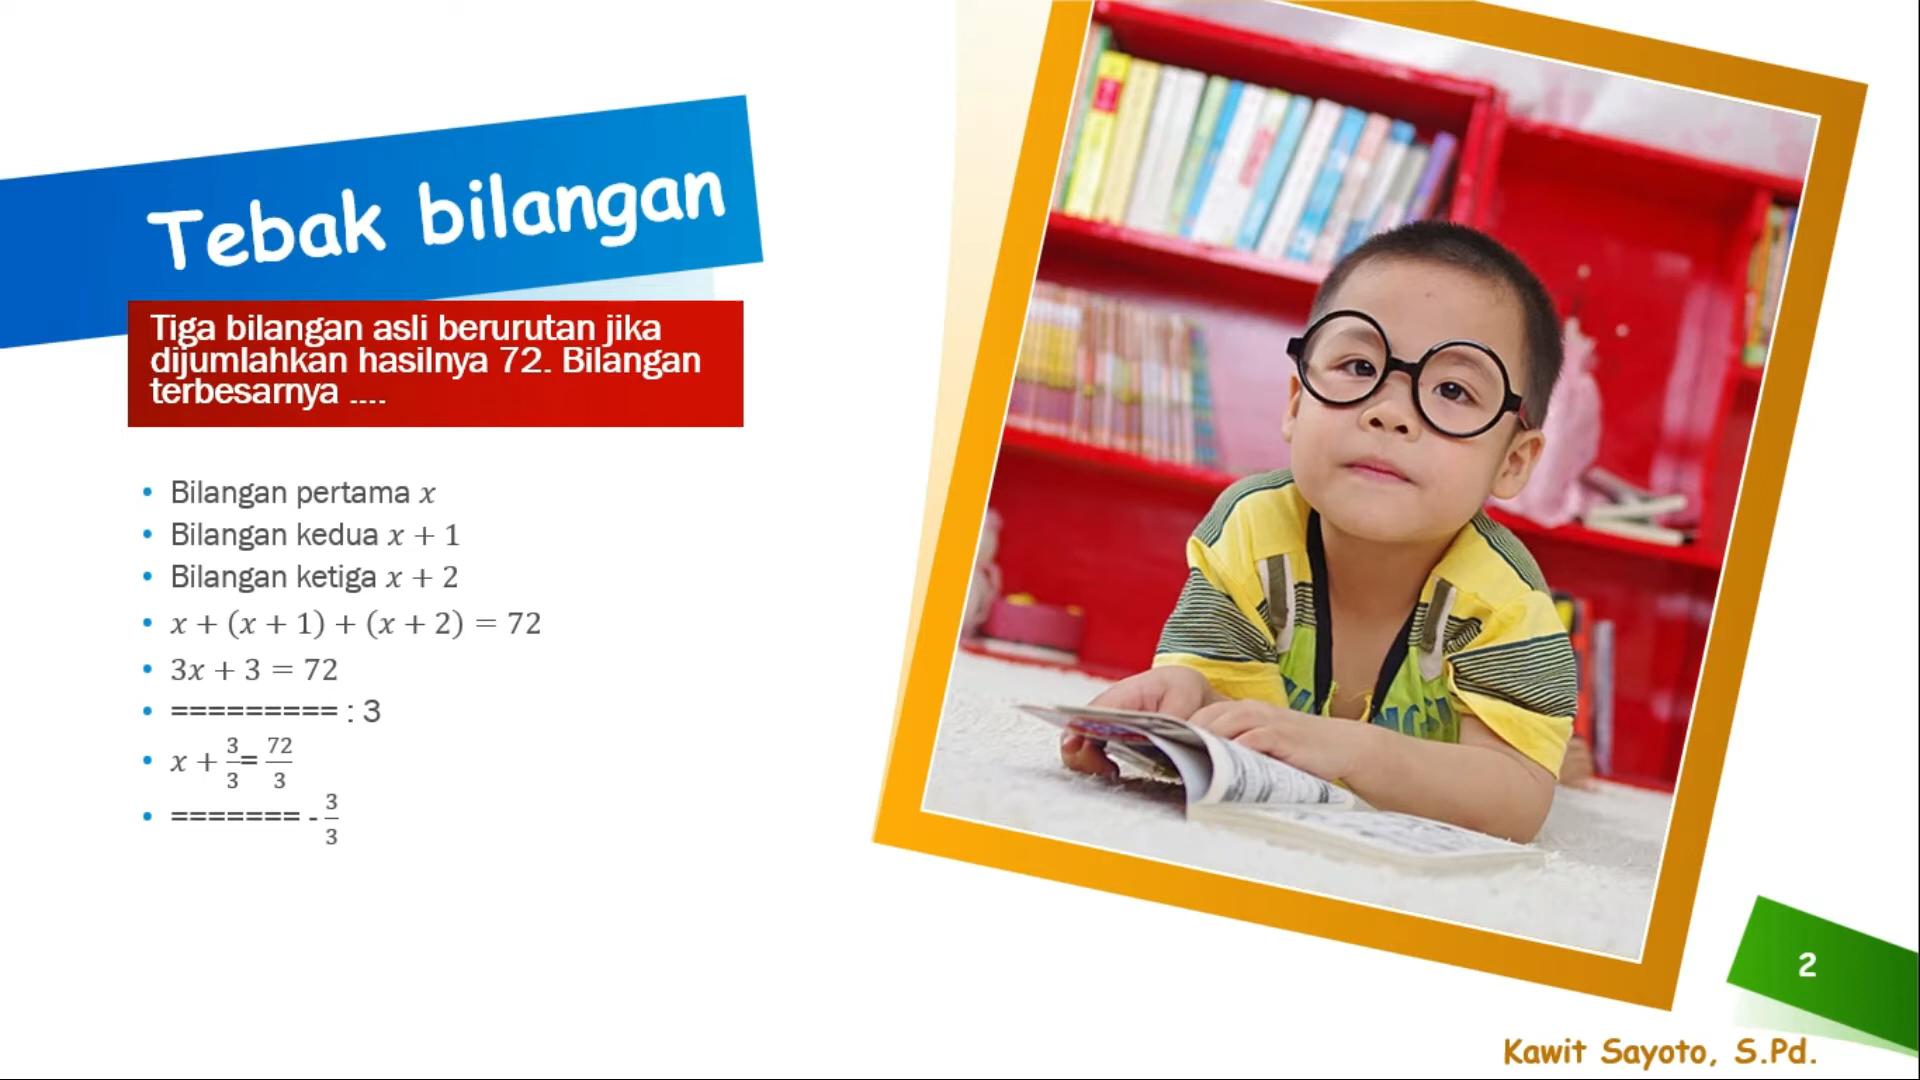 Tebak bilangan
Tiga bilangan asli berurutan jika
dijumlahkan hasilnya 72. Bilangan
terbesarnya ....
• Bilangan pertama x
• Bilangan kedua x + 1
• Bilangan ketiga x + 2
• x + (x + 1) + (x + 2) = 72
• 3x + 3 = 72
• ========= : 3
• x + 3/3 = 72/3
• ======= - 3/3
2
Kawit Sayoto, S.Pd.